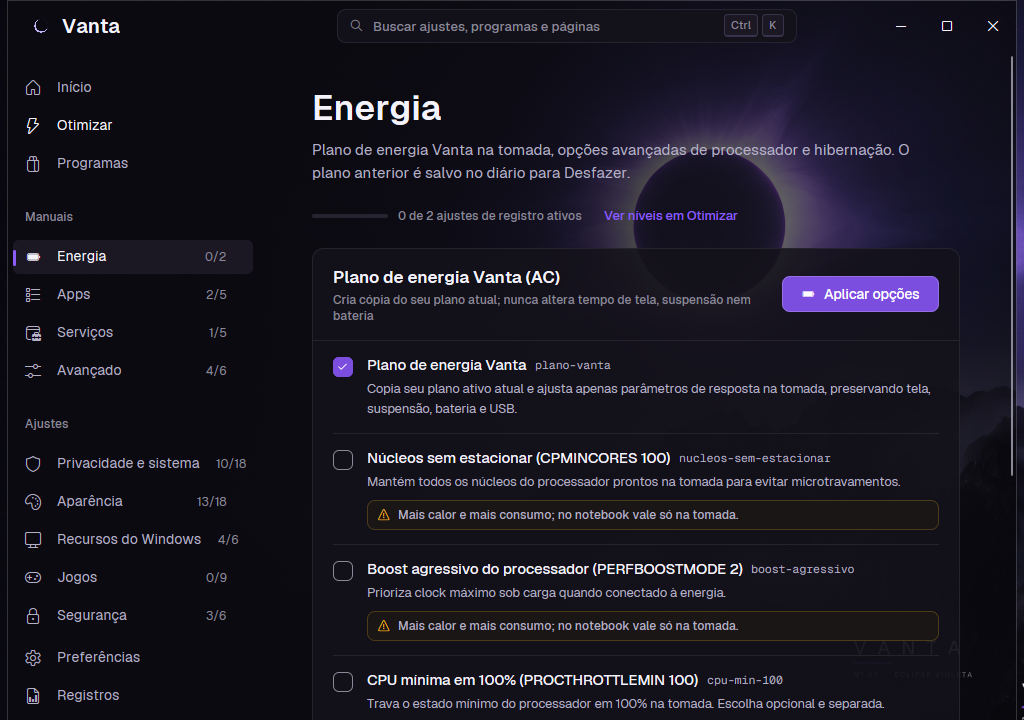 Vanta
Buscar ajustes, programas e páginas
Ctrl K
Início
Otimizar
Programas
Manuais
Energia 0/2
Apps 2/5
Serviços 1/5
Avançado 4/6
Ajustes
Privacidade e sistema 10/18
Aparência 13/18
Recursos do Windows 4/6
Jogos 0/9
Segurança 3/6
Preferências
Registros
Energia
Plano de energia Vanta na tomada, opções avançadas de processador e hibernação. O
plano anterior é salvo no diário para Desfazer.
0 de 2 ajustes de registro ativos Ver níveis em Otimizar
Plano de energia Vanta (AC)
Cria cópia do seu plano atual; nunca altera tempo de tela, suspensão nem
bateria
Aplicar opções
Plano de energia Vanta plano-vanta
Copia seu plano ativo atual e ajusta apenas parâmetros de resposta na tomada, preservando tela,
suspensão, bateria e USB.
Núcleos sem estacionar (CPMINCORES 100) nucleos-sem-estacionar
Mantém todos os núcleos do processador prontos na tomada para evitar microtravamentos.
Mais calor e mais consumo; no notebook vale só na tomada.
Boost agressivo do processador (PERFBOOSTMODE 2) boost-agressivo
Prioriza clock máximo sob carga quando conectado à energia.
Mais calor e mais consumo; no notebook vale só na tomada.
VANTA
CPU mínima em 100% (PROCTHROTTLEMIN 100) cpu-min-100
Trava o estado mínimo do processador em 100% na tomada. Escolha opcional e separada.